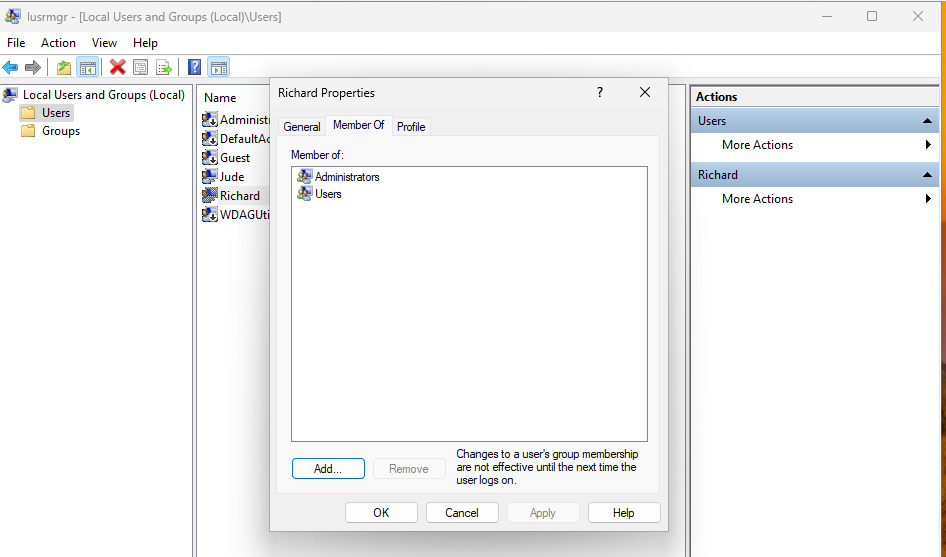 lusrmgr - [Local Users and Groups (Local)\Users]
File Action View Help
Local Users and Groups (Local)
Users
Groups
Name
Administr
DefaultAc
Guest
Jude
Richard
WDAGUti
Richard Properties
?
General Member Of Profile
Member of:
Administrators
Users
Add... Remove
Changes to a user's group membership
are not effective until the next time the
user logs on.
OK Cancel Apply Help
Actions
Users
More Actions
Richard
More Actions